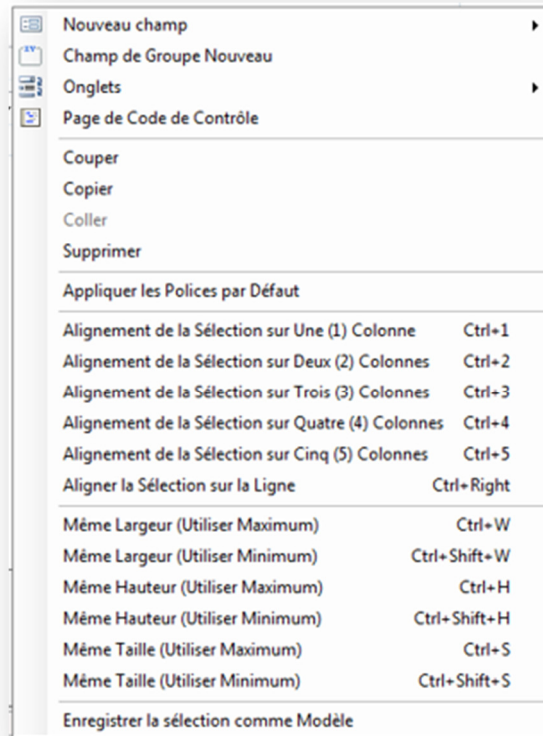 Nouveau champ
Champ de Groupe Nouveau
Onglets
Page de Code de Contrôle
Couper
Copier
Coller
Supprimer
Appliquer les Polices par Défaut
Alignement de la Sélection sur Une (1) Colonne Ctrl+1
Alignement de la Sélection sur Deux (2) Colonnes Ctrl+2
Alignement de la Sélection sur Trois (3) Colonnes Ctrl+3
Alignement de la Sélection sur Quatre (4) Colonnes Ctrl+4
Alignement de la Sélection sur Cinq (5) Colonnes Ctrl+5
Aligner la Sélection sur la Ligne Ctrl+Right
Même Largeur (Utiliser Maximum) Ctrl+W
Même Largeur (Utiliser Minimum) Ctrl+Shift+W
Même Hauteur (Utiliser Maximum) Ctrl+H
Même Hauteur (Utiliser Minimum) Ctrl+Shift+H
Même Taille (Utiliser Maximum) Ctrl+S
Même Taille (Utiliser Minimum) Ctrl+Shift+S
Enregistrer la sélection comme Modèle